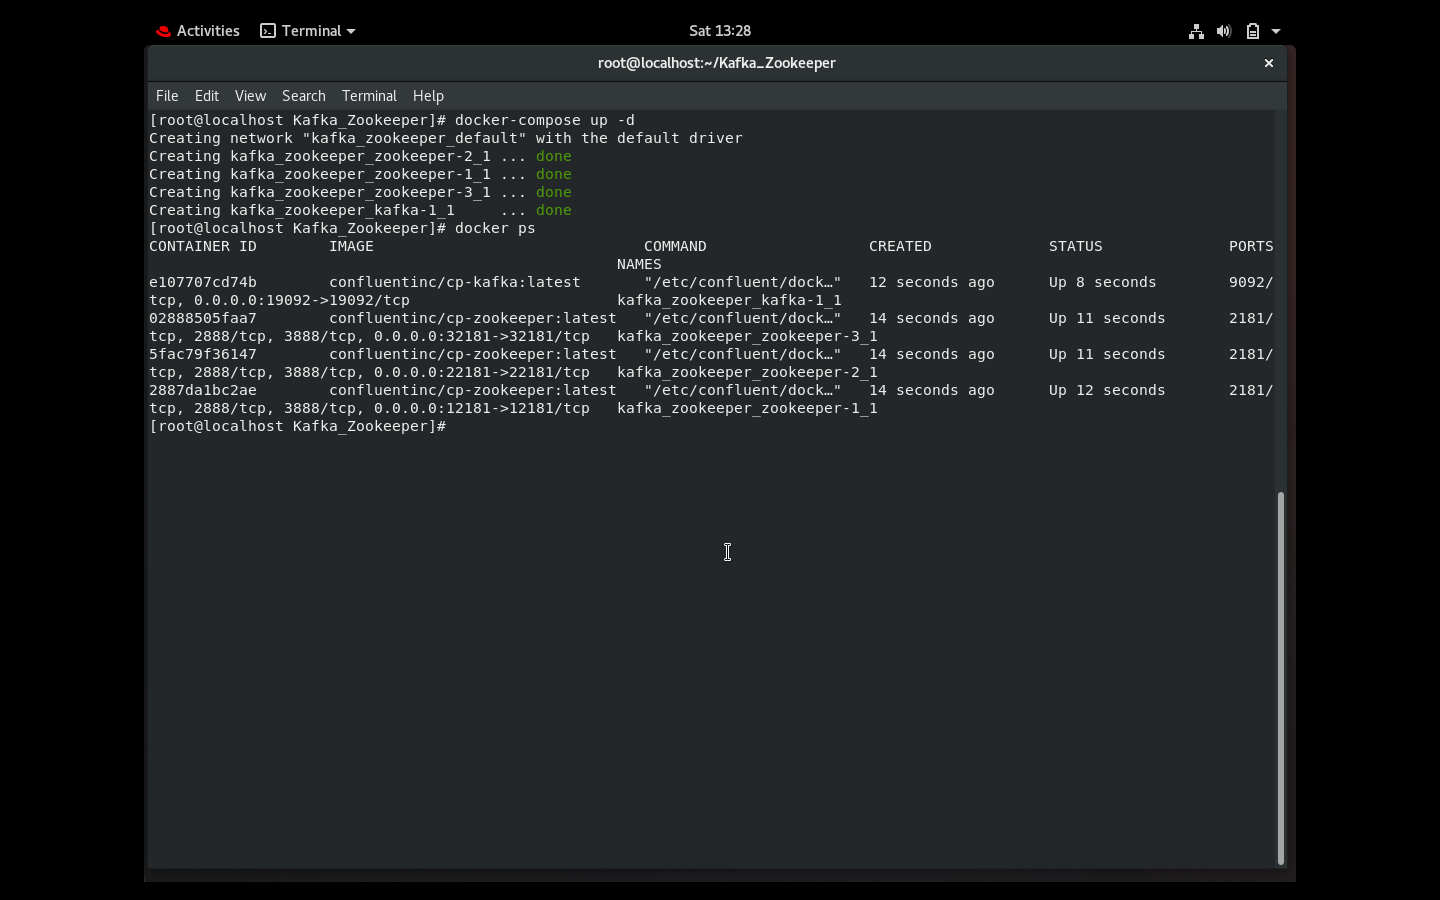 Activities Terminal Sat 13:28
root@localhost:~/Kafka_Zookeeper ×
File Edit View Search Terminal Help
[root@localhost Kafka_Zookeeper]# docker-compose up -d
Creating network "kafka_zookeeper_default" with the default driver
Creating kafka_zookeeper_zookeeper-2_1 ... done
Creating kafka_zookeeper_zookeeper-1_1 ... done
Creating kafka_zookeeper_zookeeper-3_1 ... done
Creating kafka_zookeeper_kafka-1_1     ... done
[root@localhost Kafka_Zookeeper]# docker ps
CONTAINER ID        IMAGE                              COMMAND                  CREATED             STATUS              PORTS
                                                    NAMES
e107707cd74b        confluentinc/cp-kafka:latest       "/etc/confluent/dock…"   12 seconds ago      Up 8 seconds        9092/
tcp, 0.0.0.0:19092->19092/tcp                       kafka_zookeeper_kafka-1_1
02888505faa7        confluentinc/cp-zookeeper:latest   "/etc/confluent/dock…"   14 seconds ago      Up 11 seconds       2181/
tcp, 2888/tcp, 3888/tcp, 0.0.0.0:32181->32181/tcp   kafka_zookeeper_zookeeper-3_1
5fac79f36147        confluentinc/cp-zookeeper:latest   "/etc/confluent/dock…"   14 seconds ago      Up 11 seconds       2181/
tcp, 2888/tcp, 3888/tcp, 0.0.0.0:22181->22181/tcp   kafka_zookeeper_zookeeper-2_1
2887da1bc2ae        confluentinc/cp-zookeeper:latest   "/etc/confluent/dock…"   14 seconds ago      Up 12 seconds       2181/
tcp, 2888/tcp, 3888/tcp, 0.0.0.0:12181->12181/tcp   kafka_zookeeper_zookeeper-1_1
[root@localhost Kafka_Zookeeper]#